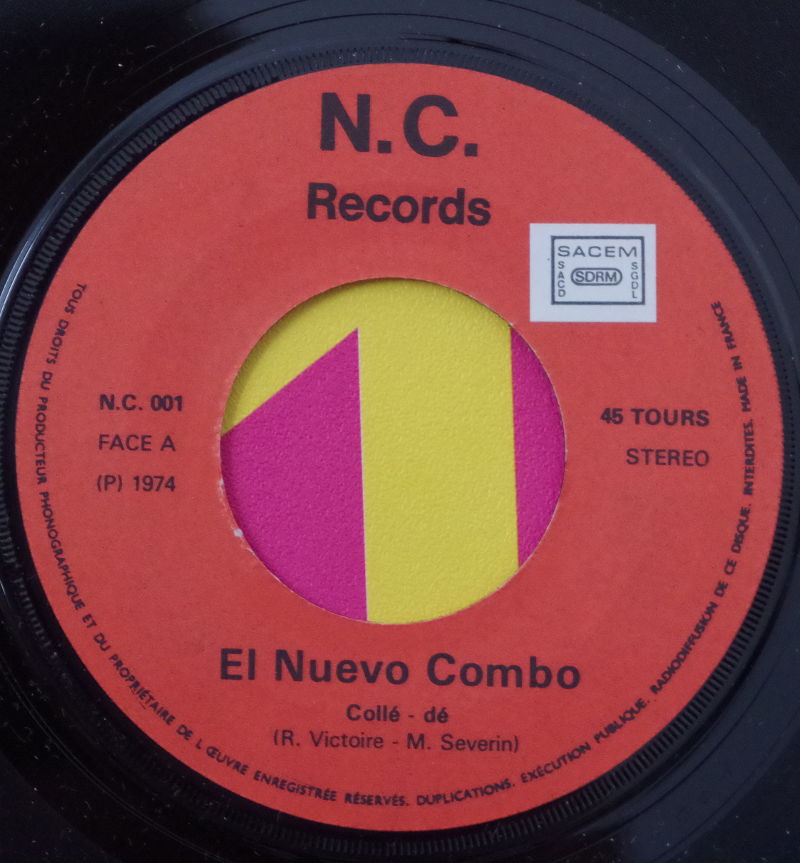 N.C.
Records
SACEM
SACD
SDRM
SGDL
N.C. 001
FACE A
(P) 1974
45 TOURS
STEREO
El Nuevo Combo
Collé - dé
(R. Victoire - M. Severin)
TOUS DROITS DU PRODUCTEUR PHONOGRAPHIQUE ET DU PROPRIÉTAIRE DE L'ŒUVRE ENREGISTRÉE RÉSERVÉS. DUPLICATIONS. EXÉCUTION PUBLIQUE. RADIODIFFUSION DE CE DISQUE. INTERDITES. MADE IN FRANCE